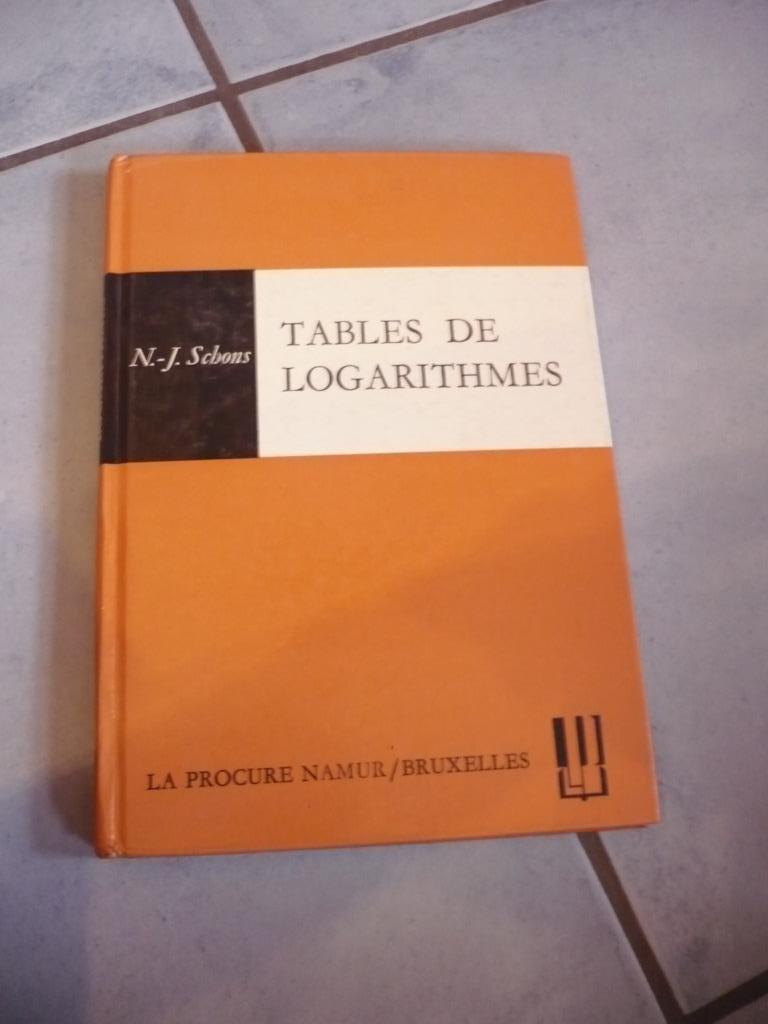 N.-J. Schons
TABLES DE
LOGARITHMES
LA PROCURE NAMUR/BRUXELLES